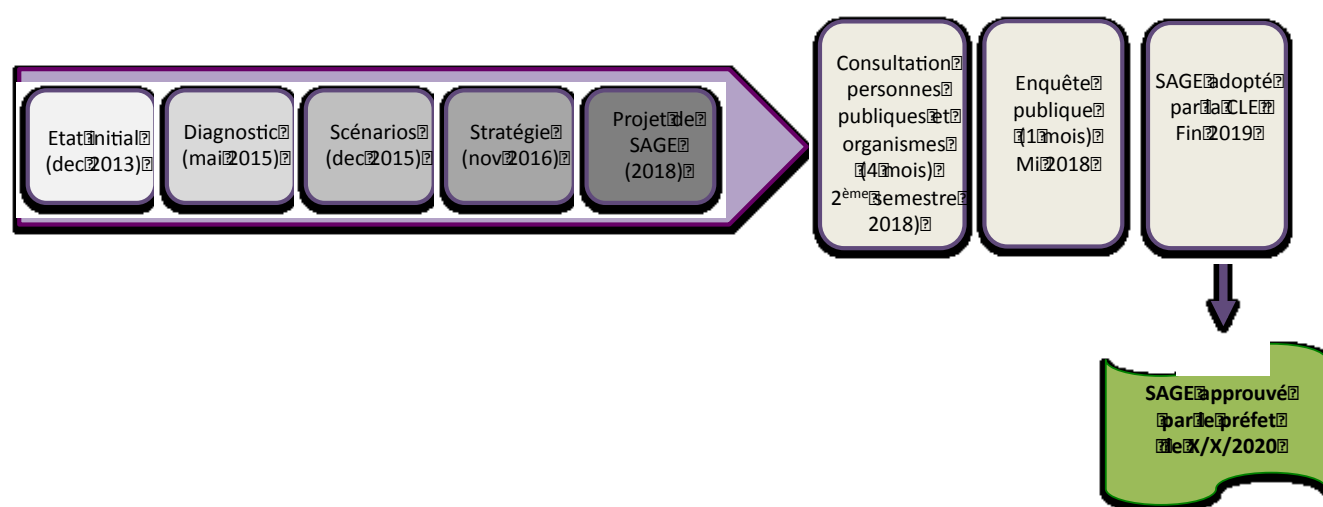 Etat initial
(dec 2013)
Diagnostic
(mai 2015)
Scénarios
(dec 2015)
Stratégie
(nov 2016)
Projet de
SAGE
(2018)
Consultation
personnes
publiques et
organismes
(4 mois)
2ème semestre
2018)
Enquête
publique
(1 mois)
Mi 2018
SAGE adopté
par la CLE
Fin 2019
SAGE approuvé
par le préfet
le X/X/2020